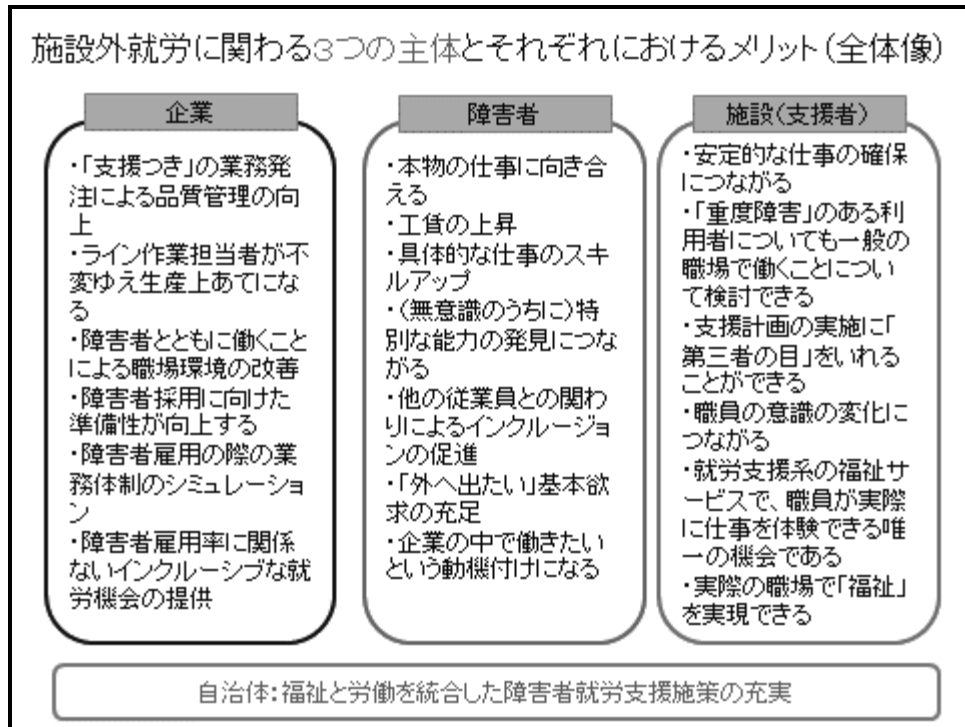 施設外就労に関わる3つの主体とそれぞれにおけるメリット(全体像)
企業
・「支援つき」の業務発
注による品質管理の向
上
・ライン作業担当者が不
変ゆえ生産上あてにな
る
・障害者とともに働くこと
による職場環境の改善
・障害者採用に向けた
準備性が向上する
・障害者雇用の際の業
務体制のシミュレーショ
ン
・障害者雇用率に関係
ないインクルーシブな就
労機会の提供
障害者
・本物の仕事に向き合
える
・工賃の上昇
・具体的な仕事のスキ
ルアップ
・(無意識のうちに)特
別な能力の発見につな
がる
・他の従業員との関わ
りによるインクルージョ
ンの促進
・「外へ出たい」基本欲
求の充足
・企業の中で働きたい
という動機付けになる
施設(支援者)
・安定的な仕事の確保
につながる
・「重度障害」のある利
用者についても一般の
職場で働くことについ
て検討できる
・支援計画の実施に「
第三者の目」をいれる
ことができる
・職員の意識の変化に
つながる
・就労支援系の福祉サ
ービスで、職員が実際
に仕事を体験できる唯
一の機会である
・実際の職場で「福祉」
を実現できる
自治体:福祉と労働を統合した障害者就労支援施策の充実